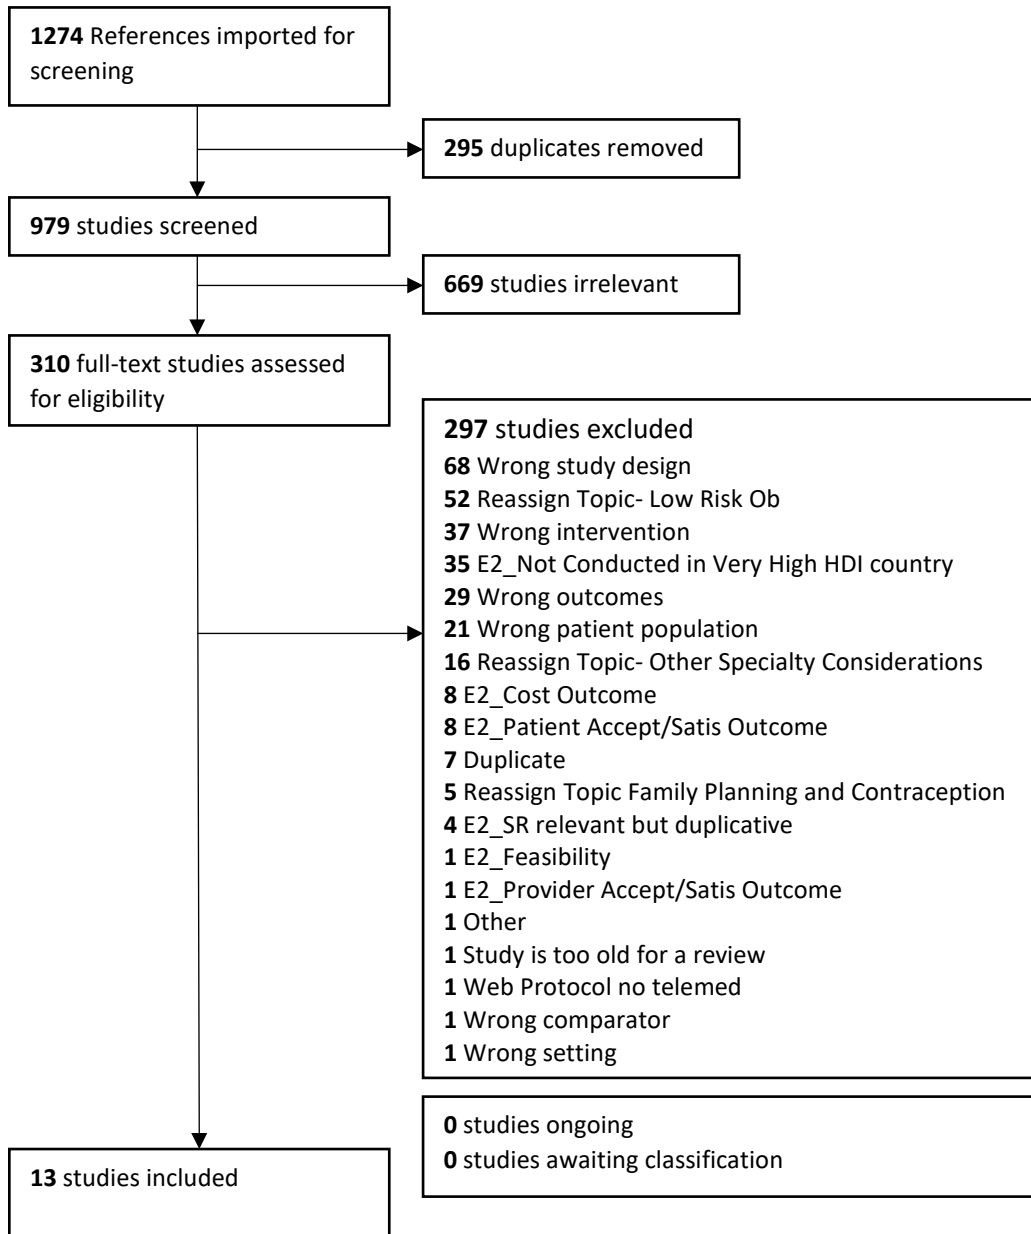 1274 References imported for
screening
295 duplicates removed
979 studies screened
669 studies irrelevant
310 full-text studies assessed
for eligibility
297 studies excluded
68 Wrong study design
52 Reassign Topic- Low Risk Ob
37 Wrong intervention
35 E2_Not Conducted in Very High HDI country
29 Wrong outcomes
21 Wrong patient population
16 Reassign Topic- Other Specialty Considerations
8 E2_Cost Outcome
8 E2_Patient Accept/Satis Outcome
7 Duplicate
5 Reassign Topic Family Planning and Contraception
4 E2_SR relevant but duplicative
1 E2_Feasibility
1 E2_Provider Accept/Satis Outcome
1 Other
1 Study is too old for a review
1 Web Protocol no telemed
1 Wrong comparator
1 Wrong setting
0 studies ongoing
0 studies awaiting classification
13 studies included